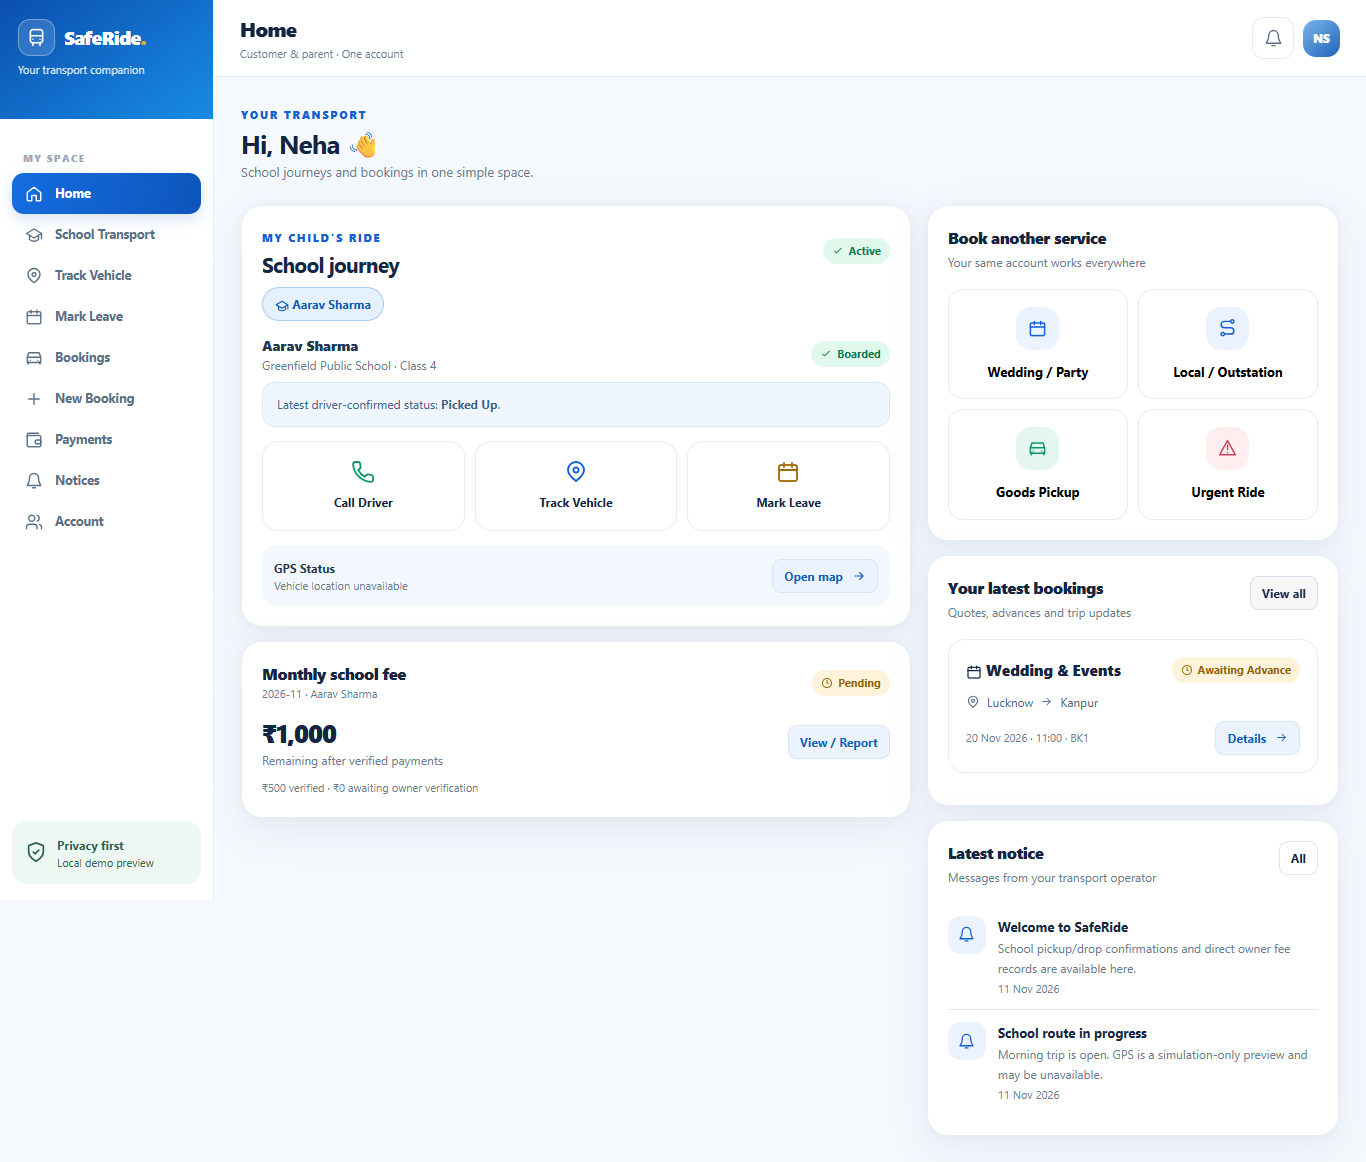 SafeRide.
Your transport companion
MY SPACE
Home
School Transport
Track Vehicle
Mark Leave
Bookings
New Booking
Payments
Notices
Account
Privacy first
Local demo preview
Home
Customer & parent · One account
NS
YOUR TRANSPORT
Hi, Neha 👋
School journeys and bookings in one simple space.
MY CHILD'S RIDE
School journey
Active
Aarav Sharma
Aarav Sharma
Greenfield Public School · Class 4
Boarded
Latest driver-confirmed status: Picked Up.
Call Driver
Track Vehicle
Mark Leave
GPS Status
Vehicle location unavailable
Open map
Monthly school fee
2026-11 · Aarav Sharma
Pending
₹1,000
Remaining after verified payments
View / Report
₹500 verified · ₹0 awaiting owner verification
Book another service
Your same account works everywhere
Wedding / Party
Local / Outstation
Goods Pickup
Urgent Ride
Your latest bookings
Quotes, advances and trip updates
View all
Wedding & Events
Awaiting Advance
Lucknow → Kanpur
20 Nov 2026 · 11:00 · BK1
Details
Latest notice
Messages from your transport operator
All
Welcome to SafeRide
School pickup/drop confirmations and direct owner fee
records are available here.
11 Nov 2026
School route in progress
Morning trip is open. GPS is a simulation-only preview and
may be unavailable.
11 Nov 2026